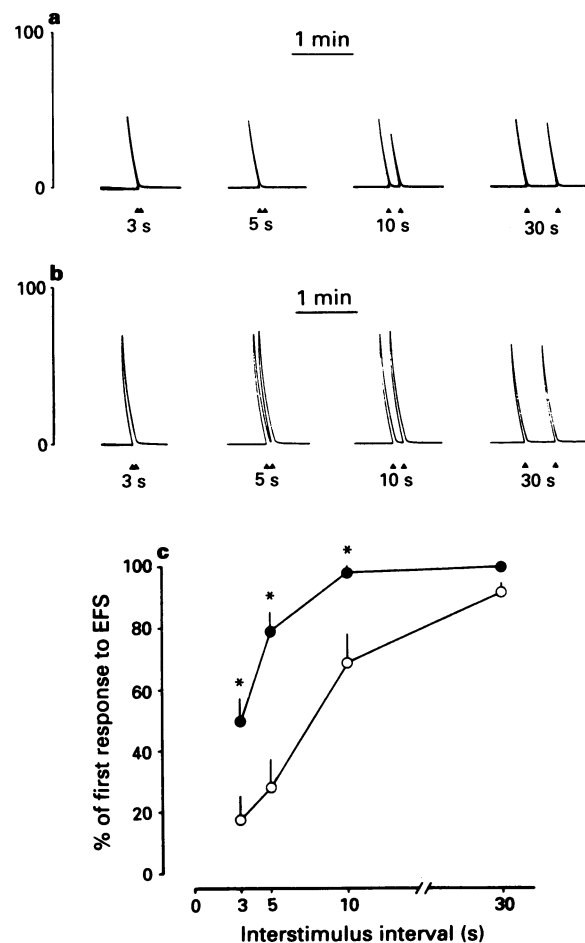 a
100
1 min
0
3 s
5 s
10 s
30 s
b
100
1 min
0
3 s
5 s
10 s
30 s
c
100
80
60
40
20
0
% of first response to EFS
*
*
*
0
3
5
10
30
Interstimulus interval (s)